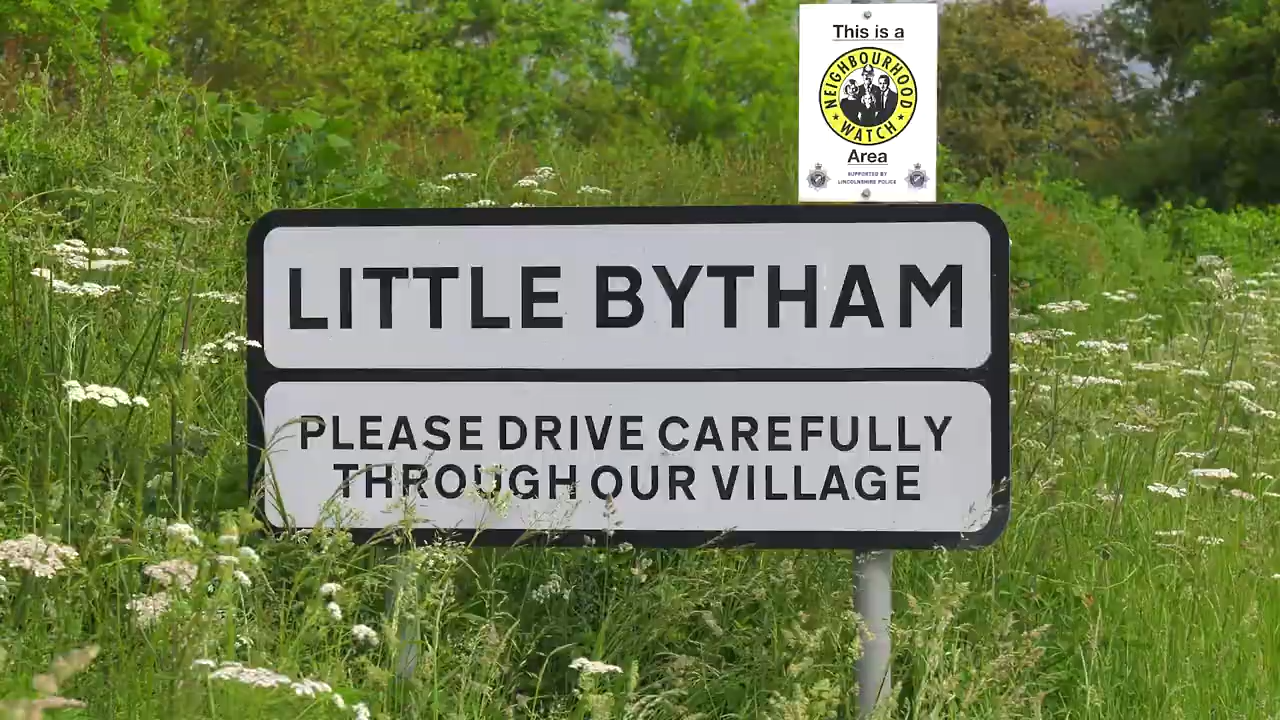 This is a
NEIGHBOURHOOD
WATCH
Area
SUPPORTED BY
LINCOLNSHIRE POLICE
LITTLE BYTHAM
PLEASE DRIVE CAREFULLY
THROUGH OUR VILLAGE